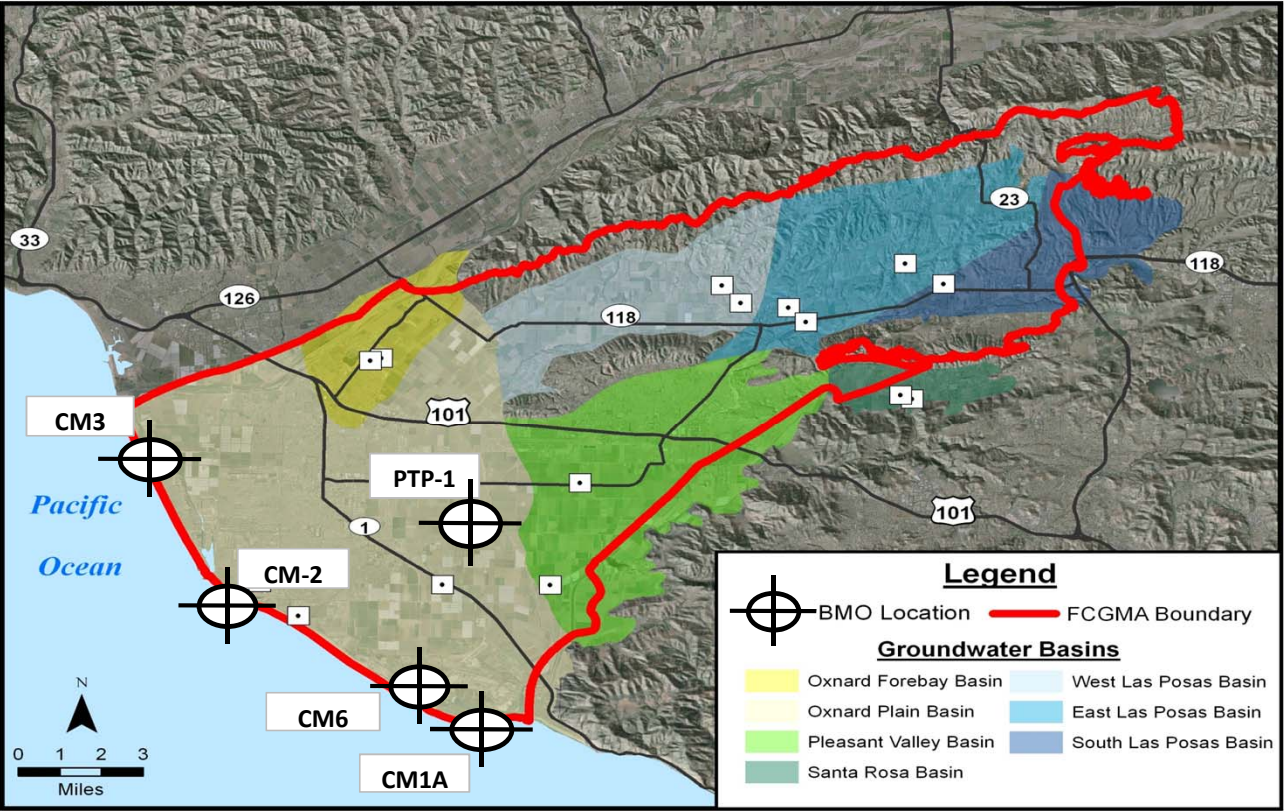 33
126
118
23
118
101
CM3
PTP-1
Pacific
Ocean
1
101
CM-2
CM6
CM1A
N
0 1 2 3
Miles
Legend
BMO Location
FCGMA Boundary
Groundwater Basins
Oxnard Forebay Basin
West Las Posas Basin
Oxnard Plain Basin
East Las Posas Basin
Pleasant Valley Basin
South Las Posas Basin
Santa Rosa Basin